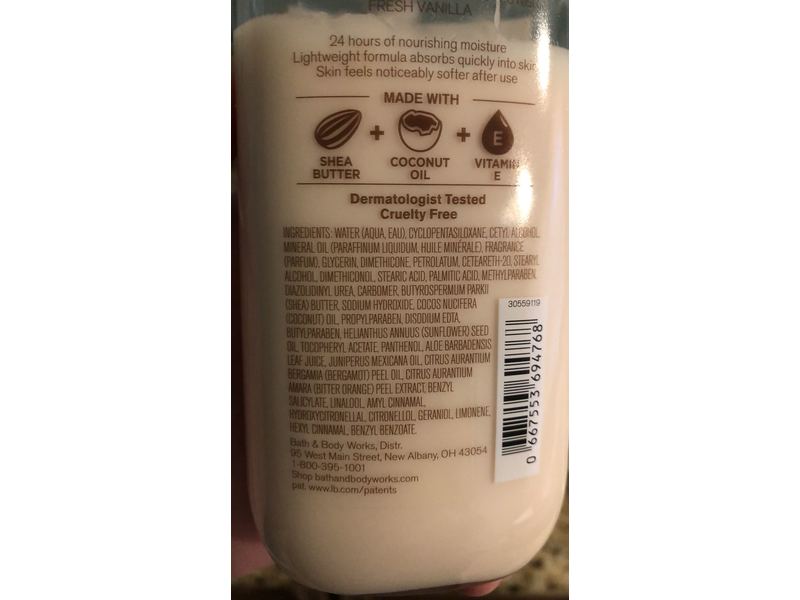 FRESH VANILLA
24 hours of nourishing moisture
Lightweight formula absorbs quickly into skin
Skin feels noticeably softer after use
MADE WITH
SHEA BUTTER + COCONUT OIL + E VITAMIN E
Dermatologist Tested
Cruelty Free
INGREDIENTS: WATER (AQUA, EAU), CYCLOPENTASILOXANE, CETYL ALCOHOL,
MINERAL OIL (PARAFFINUM LIQUIDUM, HUILE MINÉRALE), FRAGRANCE
(PARFUM), GLYCERIN, DIMETHICONE, PETROLATUM, CETEARETH-20, STEARYL
ALCOHOL, DIMETHICONOL, STEARIC ACID, PALMITIC ACID, METHYLPARABEN,
DIAZOLIDINYL UREA, CARBOMER, BUTYROSPERMUM PARKII
(SHEA) BUTTER, SODIUM HYDROXIDE, COCOS NUCIFERA
(COCONUT) OIL, PROPYLPARABEN, DISODIUM EDTA,
BUTYLPARABEN, HELIANTHUS ANNUUS (SUNFLOWER) SEED
OIL, TOCOPHERYL ACETATE, PANTHENOL, ALOE BARBADENSIS
LEAF JUICE, JUNIPERUS MEXICANA OIL, CITRUS AURANTIUM
BERGAMIA (BERGAMOT) PEEL OIL, CITRUS AURANTIUM
AMARA (BITTER ORANGE) PEEL EXTRACT, BENZYL
SALICYLATE, LINALOOL, AMYL CINNAMAL,
HYDROXYCITRONELLAL, CITRONELLOL, GERANIOL, LIMONENE,
HEXYL CINNAMAL, BENZYL BENZOATE.
Bath & Body Works, Distr.
95 West Main Street, New Albany, OH 43054
1-800-395-1001
Shop bathandbodyworks.com
pat. www.lb.com/patents
30559119
0 667553 694768